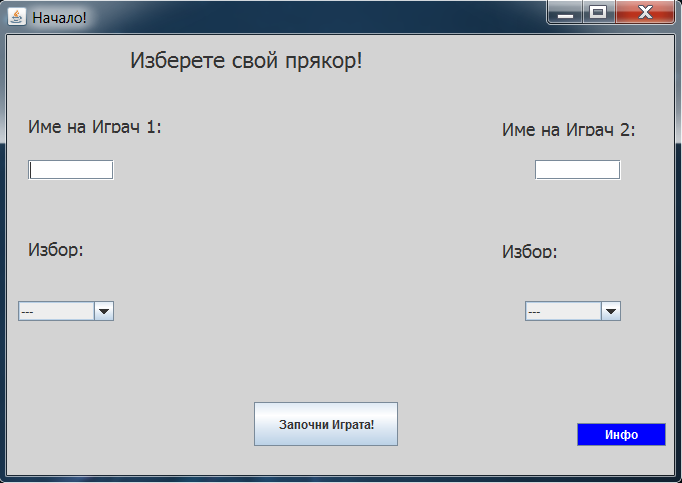 Начало!
Изберете свой прякор!
Име на Играч 1:
Име на Играч 2:
Избор:
Избор:
---
---
Започни Играта!
Инфо